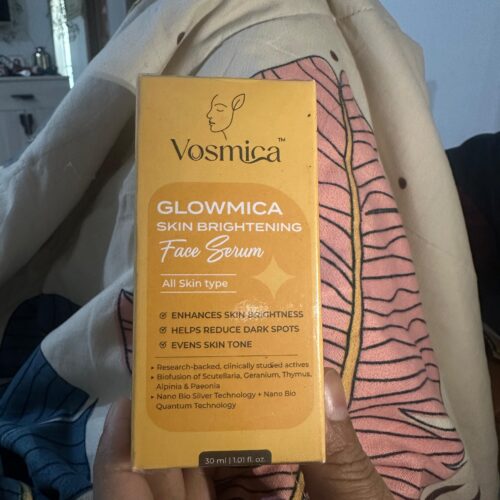 Vosmica™
GLOWMICA
SKIN BRIGHTENING
Face Serum
All Skin type
ENHANCES SKIN BRIGHTNESS
HELPS REDUCE DARK SPOTS
EVENS SKIN TONE
• Research-backed, clinically studied actives
• Biofusion of Scutellaria, Geranium, Thymus,
Alpinia & Paeonia
• Nano Bio Silver Technology + Nano Bio
Quantum Technology
30 ml | 1.01 fl. oz.